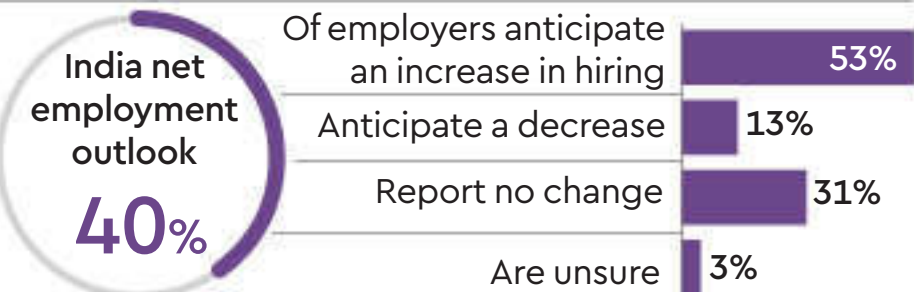 India net
employment
outlook
40%
Of employers anticipate
an increase in hiring
53%
Anticipate a decrease
13%
Report no change
31%
Are unsure
3%